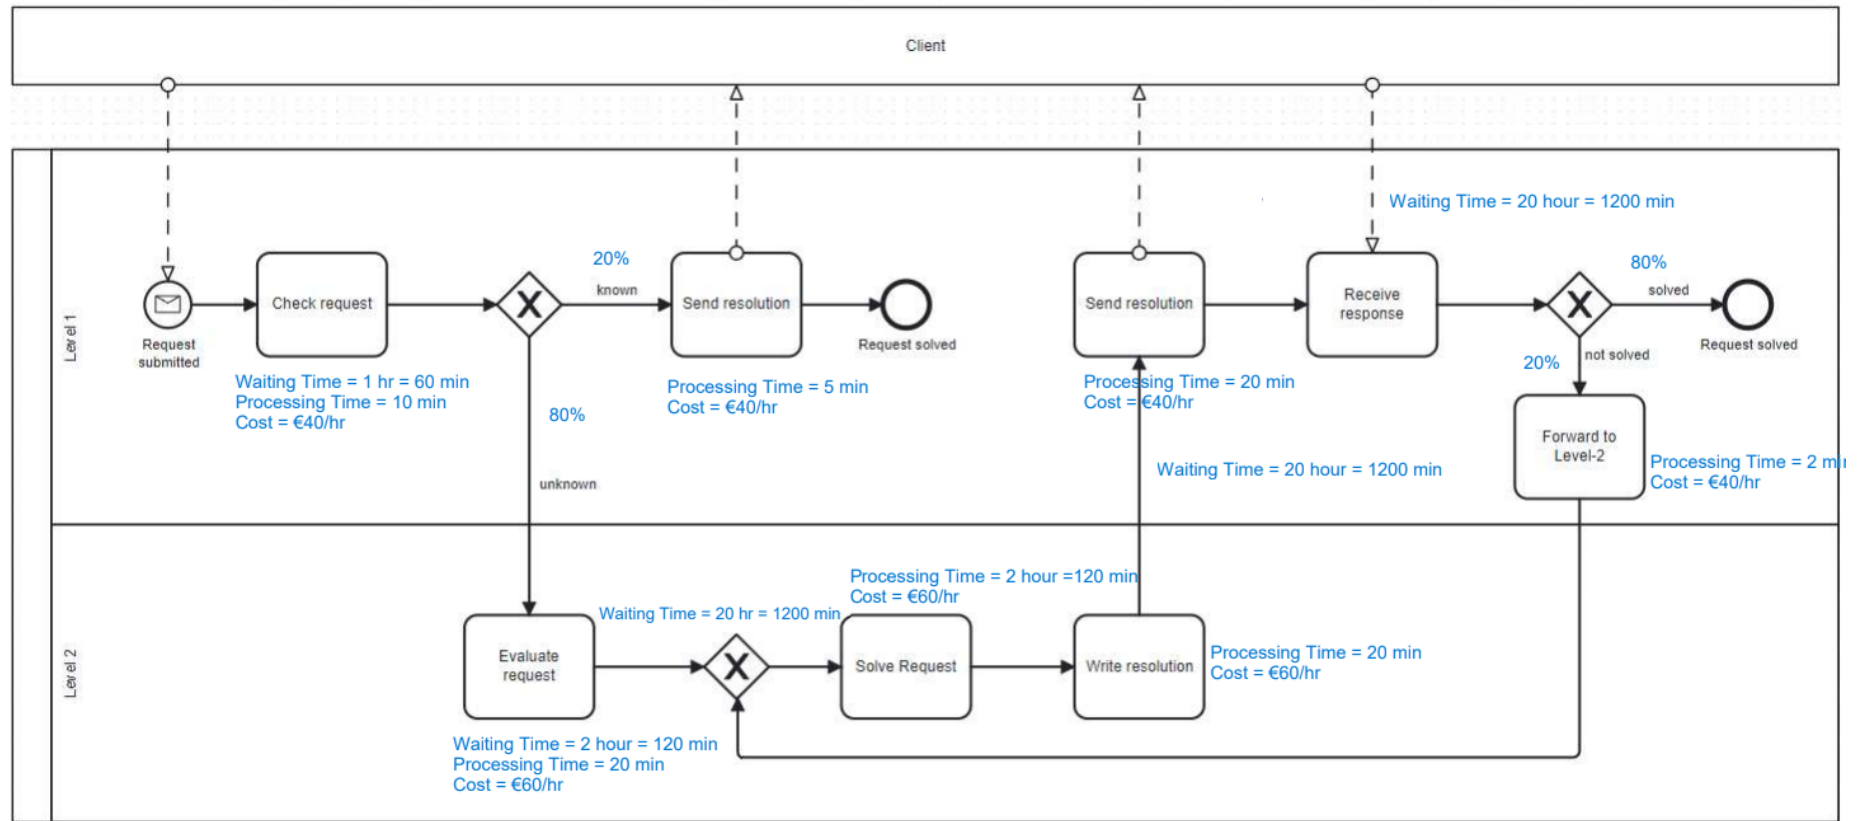 Client
Waiting Time = 20 hour = 1200 min
20%
known
80%
solved
Check request
X
Send resolution
Send resolution
Receive
response
X
Request
submitted
Request solved
Request solved
20%
not solved
Level 1
Waiting Time = 1 hr = 60 min
Processing Time = 10 min
Cost = €40/hr
Processing Time = 5 min
Cost = €40/hr
Processing Time = 20 min
Cost = €40/hr
80%
Forward to
Level-2
Processing Time = 2 min
Cost = €40/hr
Waiting Time = 20 hour = 1200 min
unknown
Processing Time = 2 hour =120 min
Cost = €60/hr
Waiting Time = 20 hr = 1200 min
Level 2
Evaluate
request
X
Solve Request
Write resolution
Processing Time = 20 min
Cost = €60/hr
Waiting Time = 2 hour = 120 min
Processing Time = 20 min
Cost = €60/hr